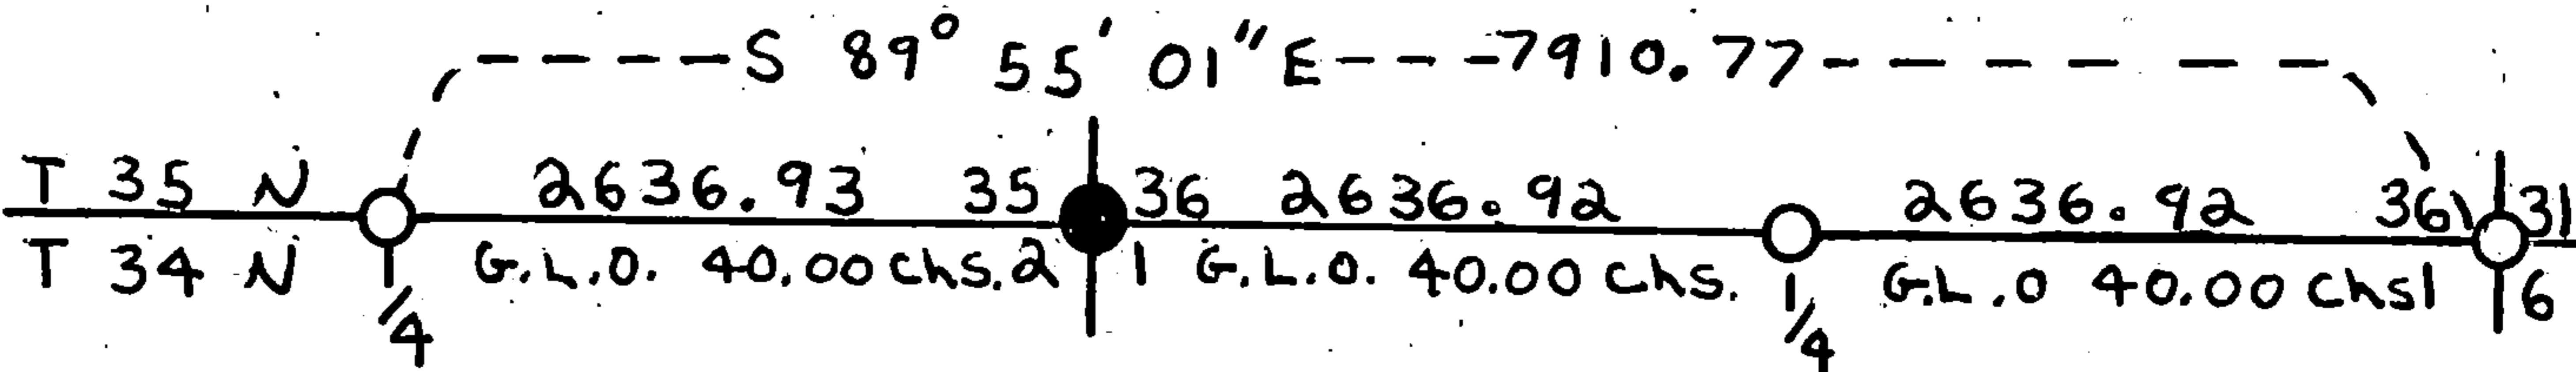 S 89° 55' 01" E 7910.77
T 35 N 2636.93 35 36 2636.92 2636.92 36 31
T 34 N G.L.O. 40.00 chs. 2 1 G.L.O. 40.00 chs. G.L.O 40.00 chs 1 6
1/4 1/4